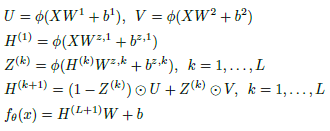 U = ϕ(XW¹ + b¹), V = ϕ(XW² + b²)
H⁽¹⁾ = ϕ(XW^{z,1} + b^{z,1})
Z⁽ᵏ⁾ = ϕ(H⁽ᵏ⁾W^{z,k} + b^{z,k}), k = 1, . . . , L
H⁽ᵏ⁺¹⁾ = (1 − Z⁽ᵏ⁾) ⊙ U + Z⁽ᵏ⁾ ⊙ V, k = 1, . . . , L
f_θ(x) = H⁽ᴸ⁺¹⁾W + b